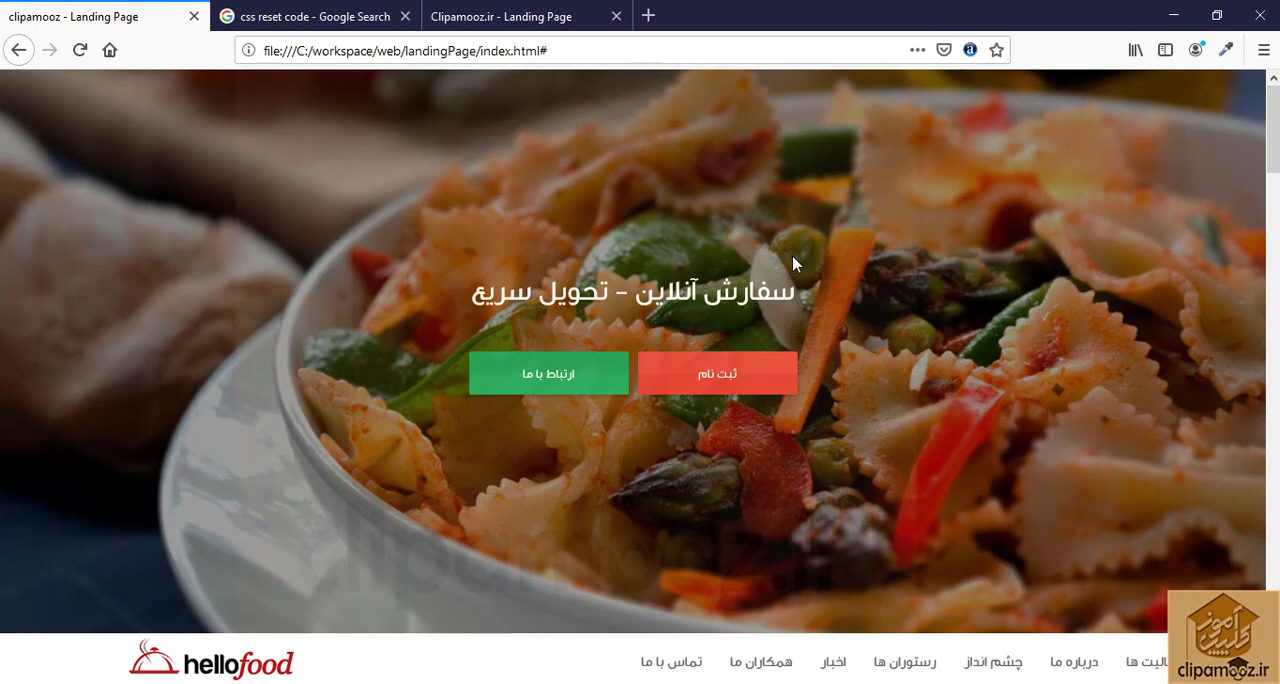 clipamooz - Landing Page
css reset code - Google Search
Clipamooz.ir - Landing Page
file:///C:/workspace/web/landingPage/index.html#
سفارش آنلاین - تحویل سریع
ثبت نام
ارتباط با ما
hellofood
درباره ما
چشم انداز
رستوران ها
اخبار
همکاران ما
تماس با ما
کلیپ آموز
clipamooz.ir